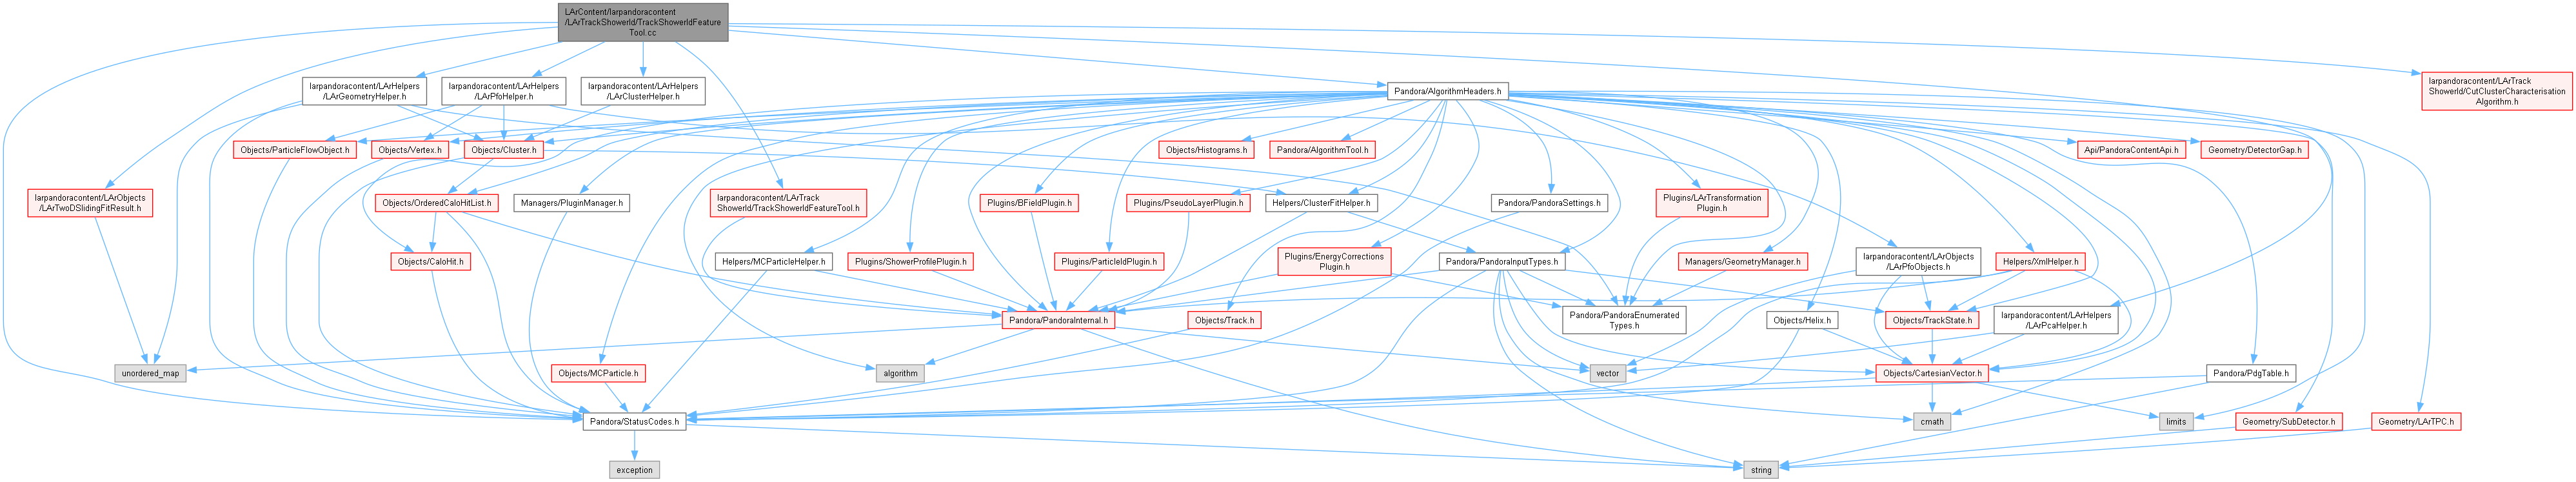 LArContent/larpandoracontent
/LArTrackShowerId/TrackShowerIdFeature
Tool.cc
larpandoracontent/LArHelpers
/LArGeometryHelper.h
larpandoracontent/LArHelpers
/LArPfoHelper.h
larpandoracontent/LArHelpers
/LArClusterHelper.h
Pandora/AlgorithmHeaders.h
larpandoracontent/LArTrack
ShowerId/CutClusterCharacterisation
Algorithm.h
Objects/ParticleFlowObject.h
Objects/Vertex.h
Objects/Cluster.h
Objects/Histograms.h
Pandora/AlgorithmTool.h
Api/PandoraContentApi.h
Geometry/DetectorGap.h
larpandoracontent/LArObjects
/LArTwoDSlidingFitResult.h
Objects/OrderedCaloHitList.h
Managers/PluginManager.h
larpandoracontent/LArTrack
ShowerId/TrackShowerIdFeatureTool.h
Plugins/BFieldPlugin.h
Plugins/PseudoLayerPlugin.h
Helpers/ClusterFitHelper.h
Pandora/PandoraSettings.h
Plugins/LArTransformation
Plugin.h
Objects/CaloHit.h
Helpers/MCParticleHelper.h
Plugins/ShowerProfilePlugin.h
Plugins/ParticleIdPlugin.h
Plugins/EnergyCorrections
Plugin.h
Pandora/PandoraInputTypes.h
Managers/GeometryManager.h
larpandoracontent/LArObjects
/LArPfoObjects.h
Helpers/XmlHelper.h
Pandora/PandoraInternal.h
Objects/Track.h
Pandora/PandoraEnumerated
Types.h
Objects/Helix.h
Objects/TrackState.h
larpandoracontent/LArHelpers
/LArPcaHelper.h
unordered_map
Objects/MCParticle.h
algorithm
vector
Objects/CartesianVector.h
Pandora/PdgTable.h
Pandora/StatusCodes.h
cmath
limits
Geometry/SubDetector.h
Geometry/LArTPC.h
exception
string